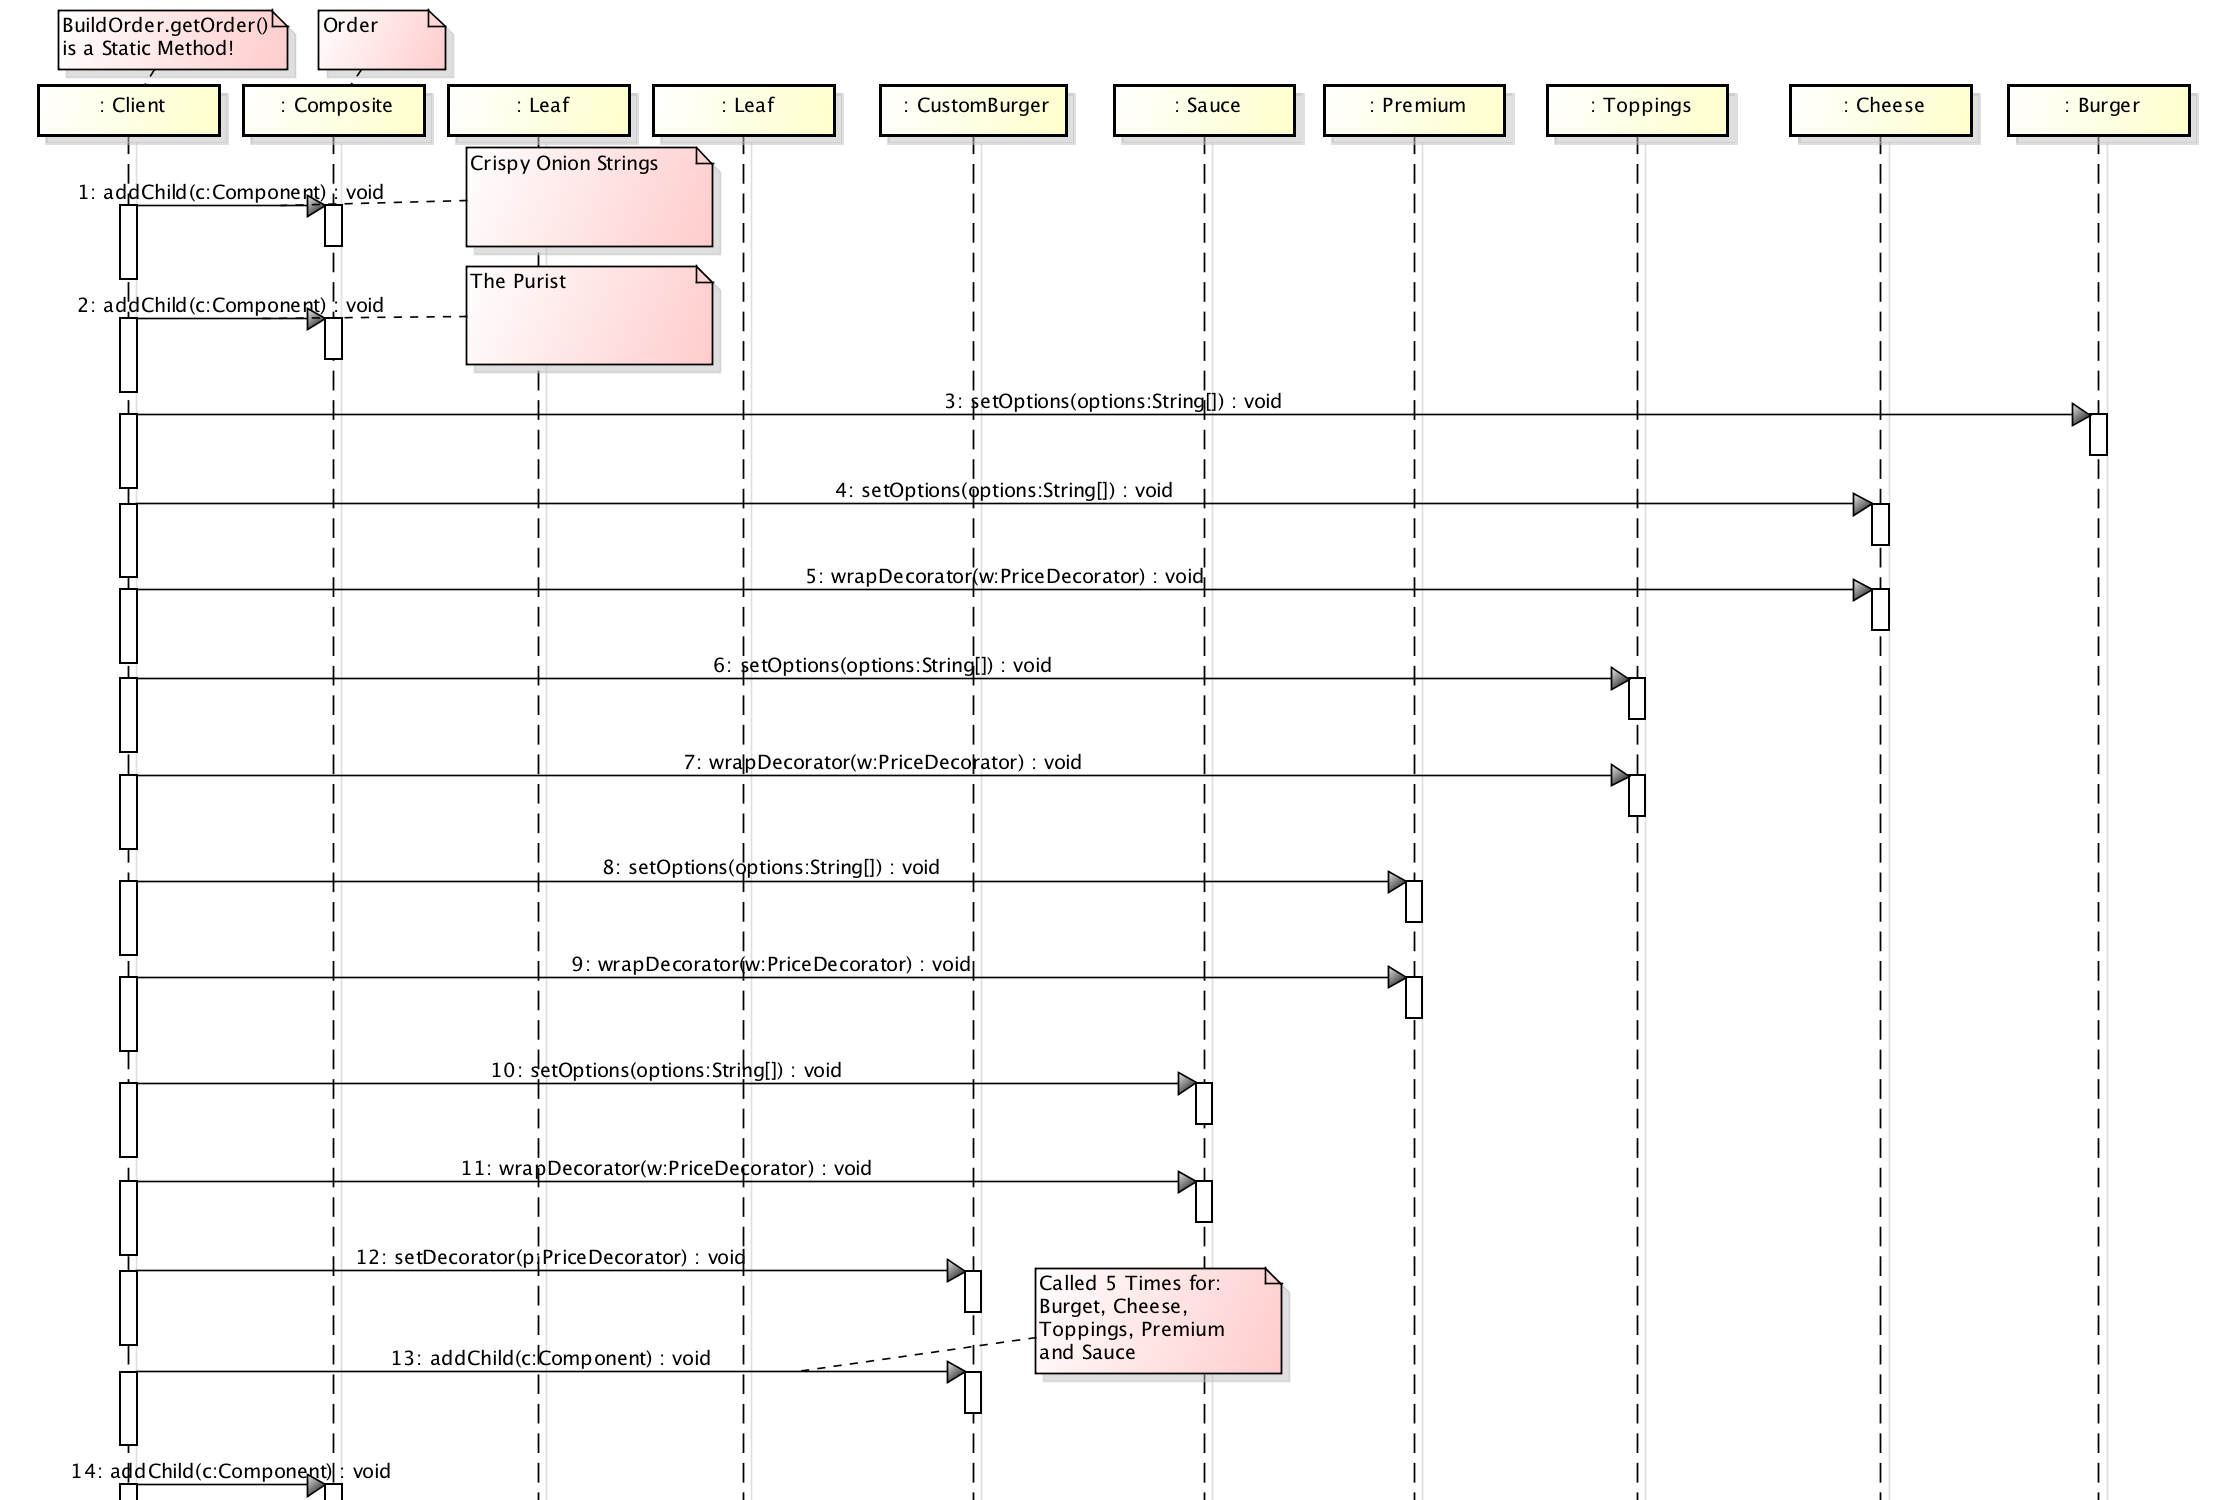 BuildOrder.getOrder()
is a Static Method!
Order
: Client
: Composite
: Leaf
: Leaf
: CustomBurger
: Sauce
: Premium
: Toppings
: Cheese
: Burger
Crispy Onion Strings
1: addChild(c:Component) : void
The Purist
2: addChild(c:Component) : void
3: setOptions(options:String[]) : void
4: setOptions(options:String[]) : void
5: wrapDecorator(w:PriceDecorator) : void
6: setOptions(options:String[]) : void
7: wrapDecorator(w:PriceDecorator) : void
8: setOptions(options:String[]) : void
9: wrapDecorator(w:PriceDecorator) : void
10: setOptions(options:String[]) : void
11: wrapDecorator(w:PriceDecorator) : void
12: setDecorator(p:PriceDecorator) : void
Called 5 Times for:
Burget, Cheese,
Toppings, Premium
and Sauce
13: addChild(c:Component) : void
14: addChild(c:Component) : void